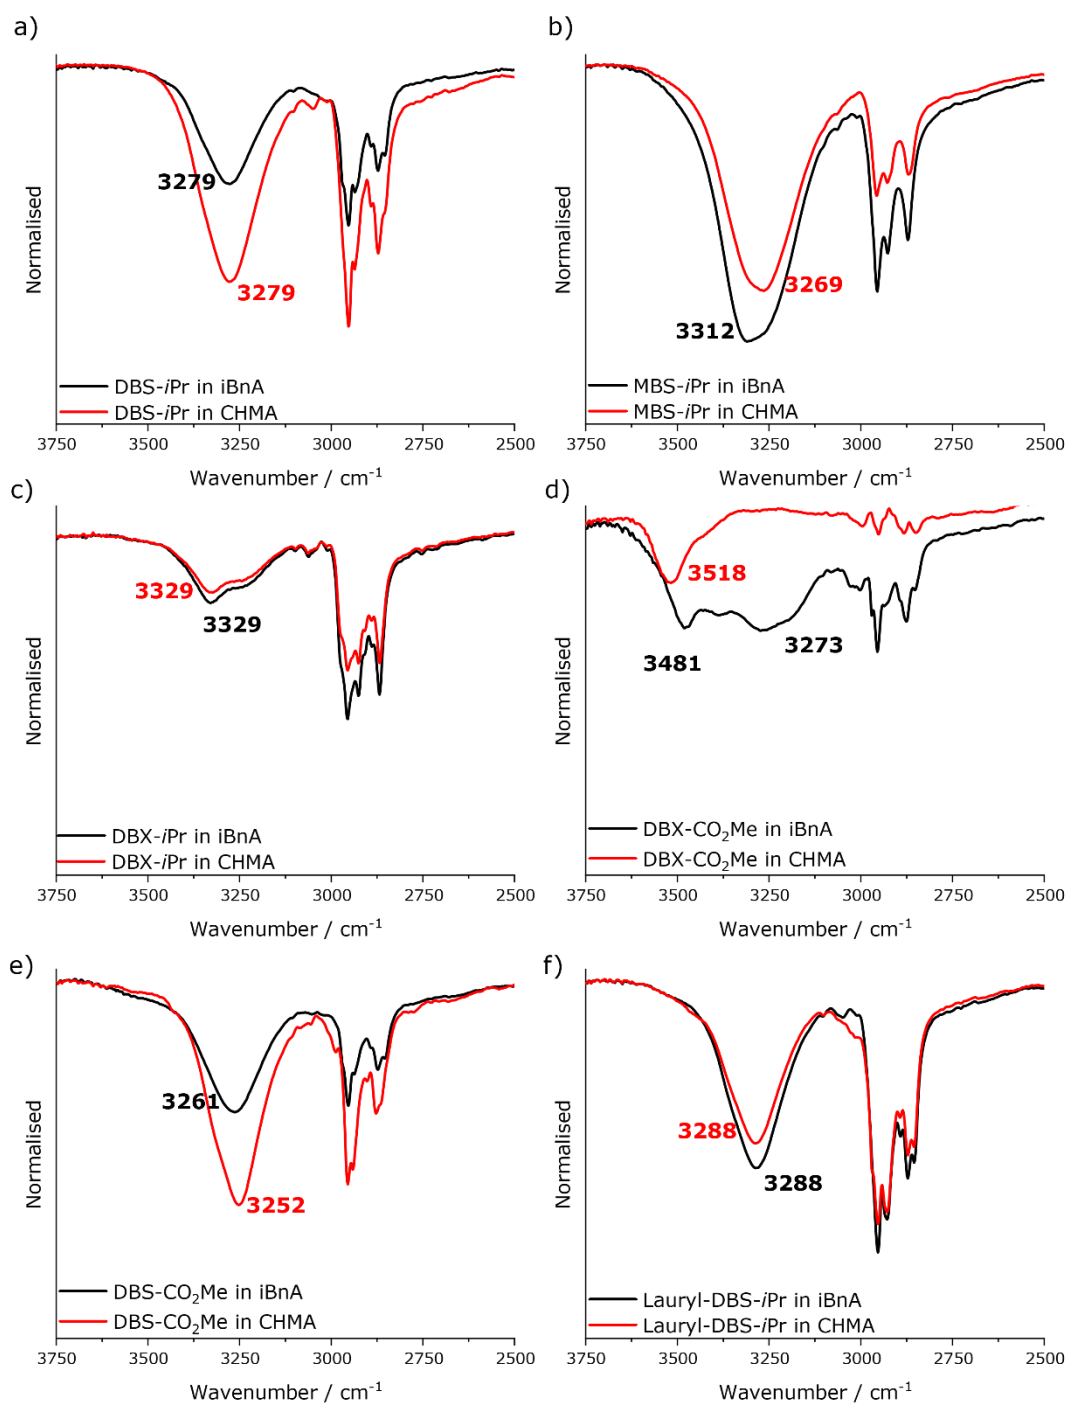 a)
Normalised
3279
3279
DBS-iPr in iBnA
DBS-iPr in CHMA
3750 3500 3250 3000 2750 2500
Wavenumber / cm⁻¹
b)
Normalised
3269
3312
MBS-iPr in iBnA
MBS-iPr in CHMA
3750 3500 3250 3000 2750 2500
Wavenumber / cm⁻¹
c)
Normalised
3329
3329
DBX-iPr in iBnA
DBX-iPr in CHMA
3750 3500 3250 3000 2750 2500
Wavenumber / cm⁻¹
d)
Normalised
3518
3273
3481
DBX-CO₂Me in iBnA
DBX-CO₂Me in CHMA
3750 3500 3250 3000 2750 2500
Wavenumber / cm⁻¹
e)
Normalised
3261
3252
DBS-CO₂Me in iBnA
DBS-CO₂Me in CHMA
3750 3500 3250 3000 2750 2500
Wavenumber / cm⁻¹
f)
Normalised
3288
3288
Lauryl-DBS-iPr in iBnA
Lauryl-DBS-iPr in CHMA
3750 3500 3250 3000 2750 2500
Wavenumber / cm⁻¹